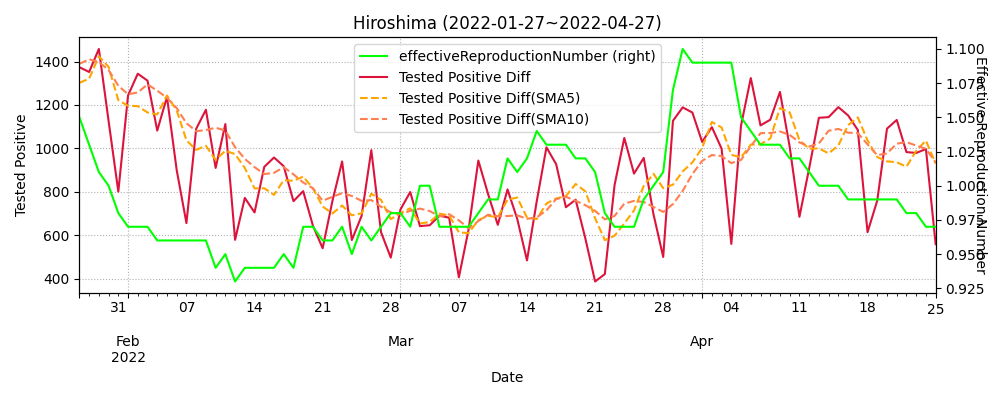 Hiroshima (2022-01-27~2022-04-27)
effectiveReproductionNumber (right)
Tested Positive Diff
Tested Positive Diff(SMA5)
Tested Positive Diff(SMA10)
Tested Positive
1400
1200
1000
800
600
400
1.100
1.075
1.050
1.025
1.000
0.975
0.950
0.925
EffectiveReproductionNumber
31 07 14 21 28 07 14 21 28 04 11 18 25
Feb Mar Apr
2022
Date